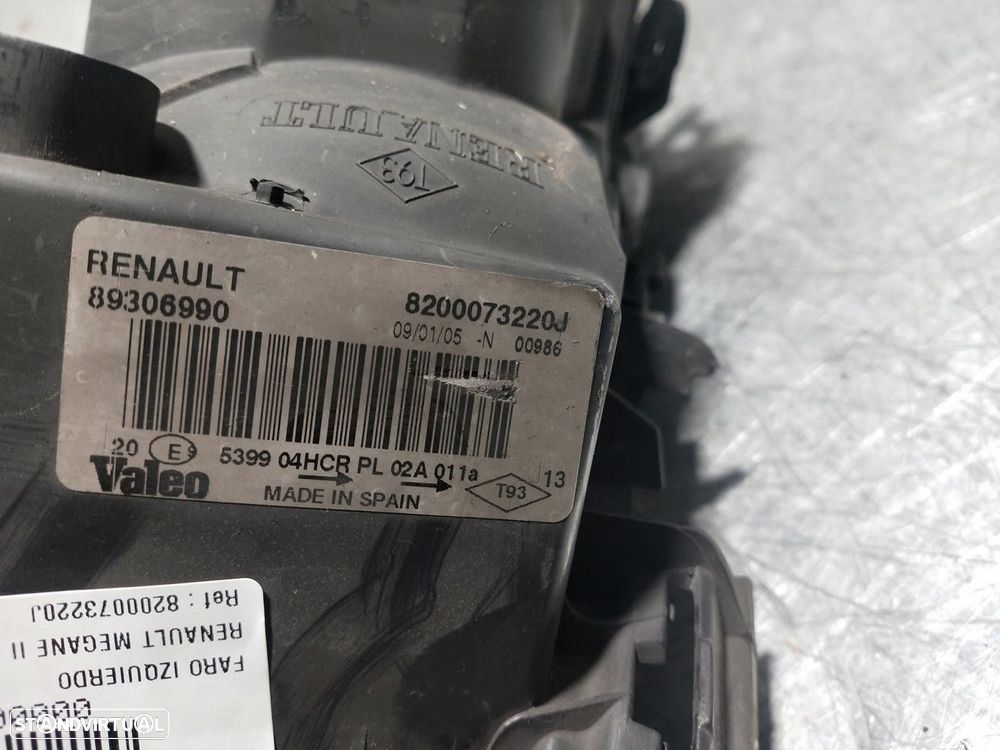 RENAULT
T93
RENAULT
89306990
8200073220J
09/01/05 -N 00986
20 E9 5399 04HCR PL 02A 011a
Valeo
MADE IN SPAIN
T93
13
FARO IZQUIERDO
RENAULT MEGANE II
Ref : 8200073220J
STANDVIRTUAL